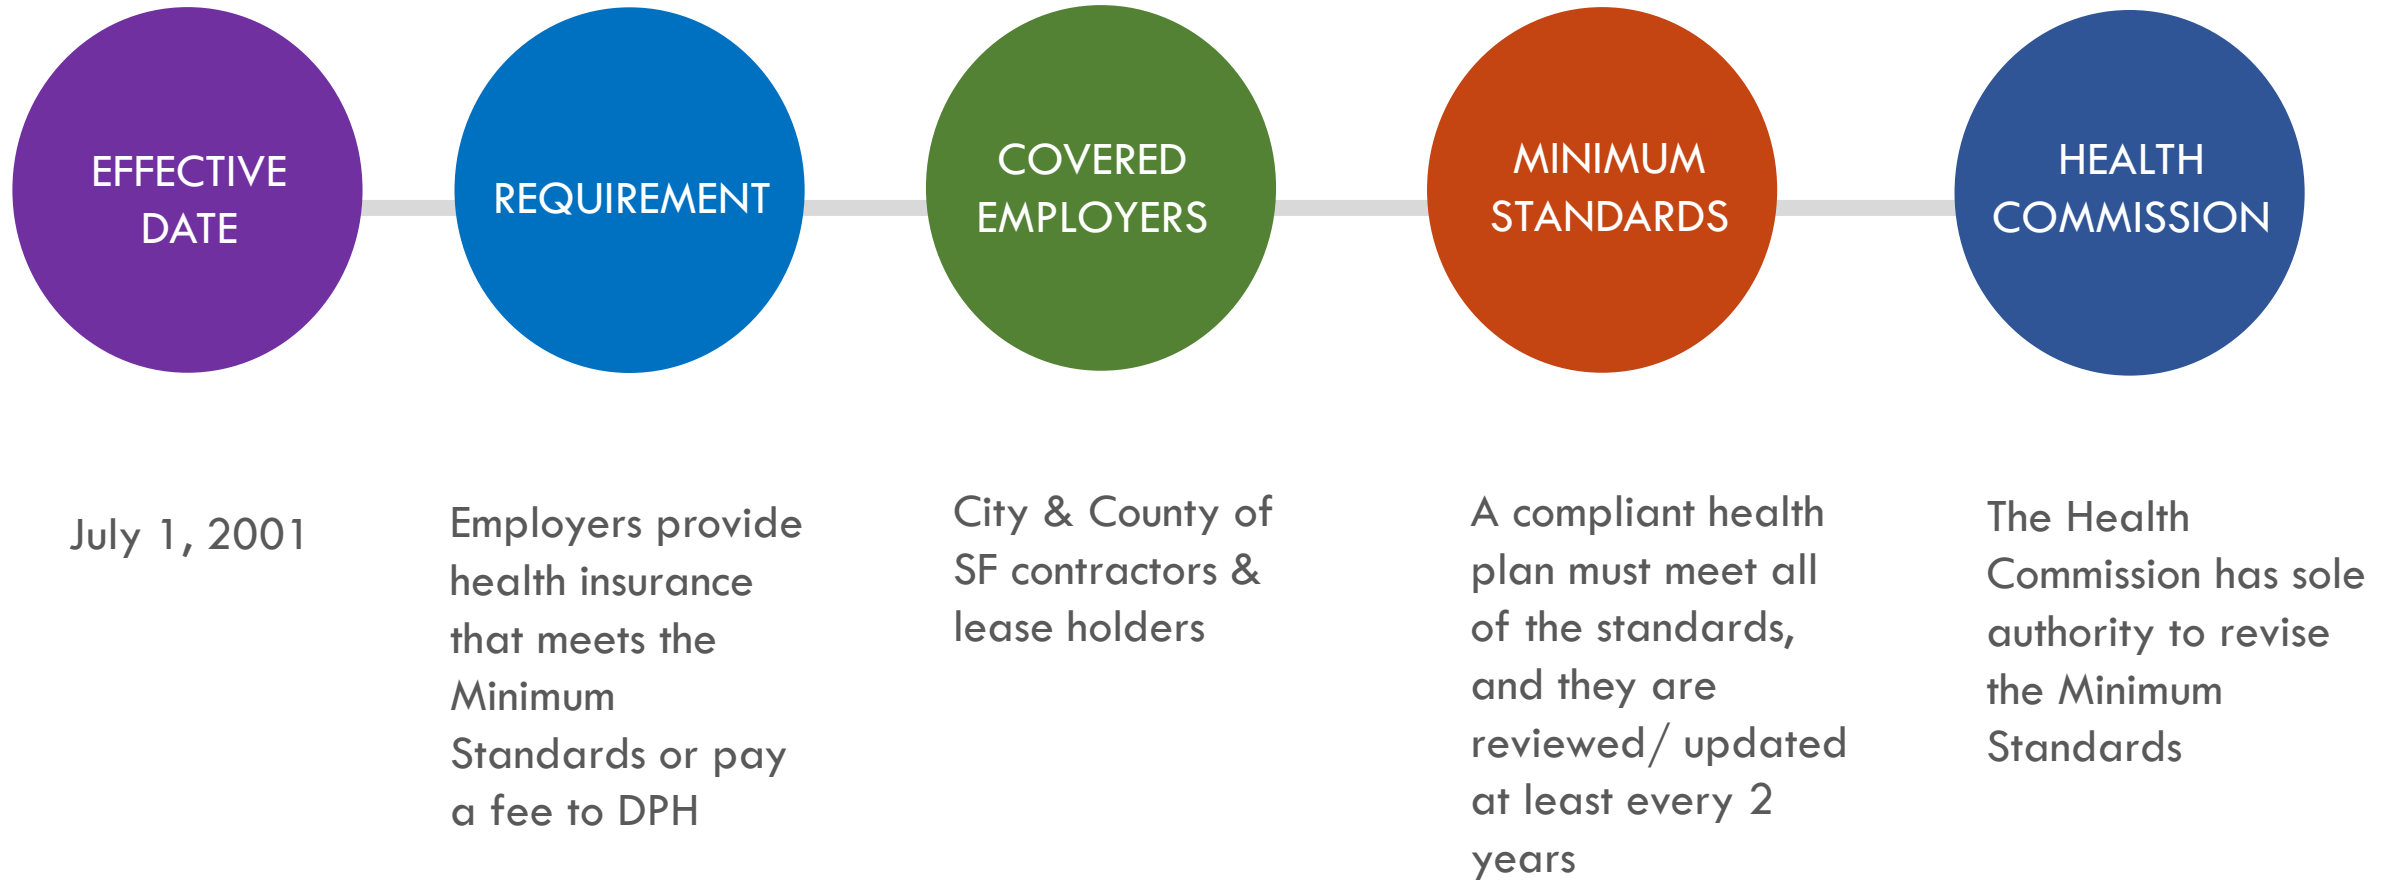 EFFECTIVE
DATE
July 1, 2001
REQUIREMENT
Employers provide
health insurance
that meets the
Minimum
Standards or pay
a fee to DPH
COVERED
EMPLOYERS
City & County of
SF contractors &
lease holders
MINIMUM
STANDARDS
A compliant health
plan must meet all
of the standards,
and they are
reviewed/ updated
at least every 2
years
HEALTH
COMMISSION
The Health
Commission has sole
authority to revise
the Minimum
Standards